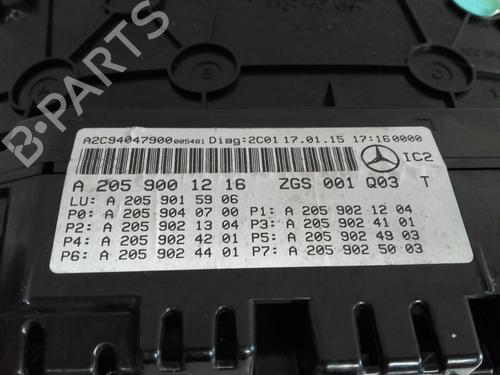 A2C94047900005481 Diag:2C01 17.01.15 17:160000
IC2
A 205 900 12 16 ZGS 001 Q03 T
LU: A 205 901 59 06
P0: A 205 904 07 00 P1: A 205 902 12 04
P2: A 205 902 13 04 P3: A 205 902 41 01
P4: A 205 902 42 01 P5: A 205 902 49 03
P6: A 205 902 44 01 P7: A 205 902 50 03
B-PARTS